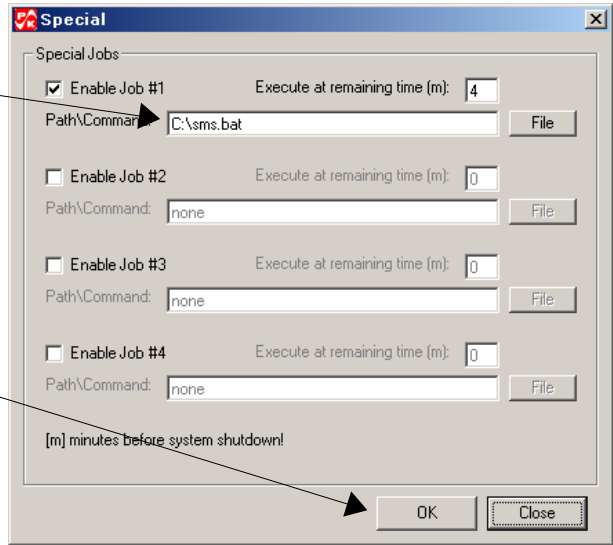 Special
Special Jobs
Enable Job #1 Execute at remaining time (m): 4
Path\Command: C:\sms.bat File
Enable Job #2 Execute at remaining time (m): 0
Path\Command: none File
Enable Job #3 Execute at remaining time (m): 0
Path\Command: none File
Enable Job #4 Execute at remaining time (m): 0
Path\Command: none File
[m] minutes before system shutdown!
OK Close